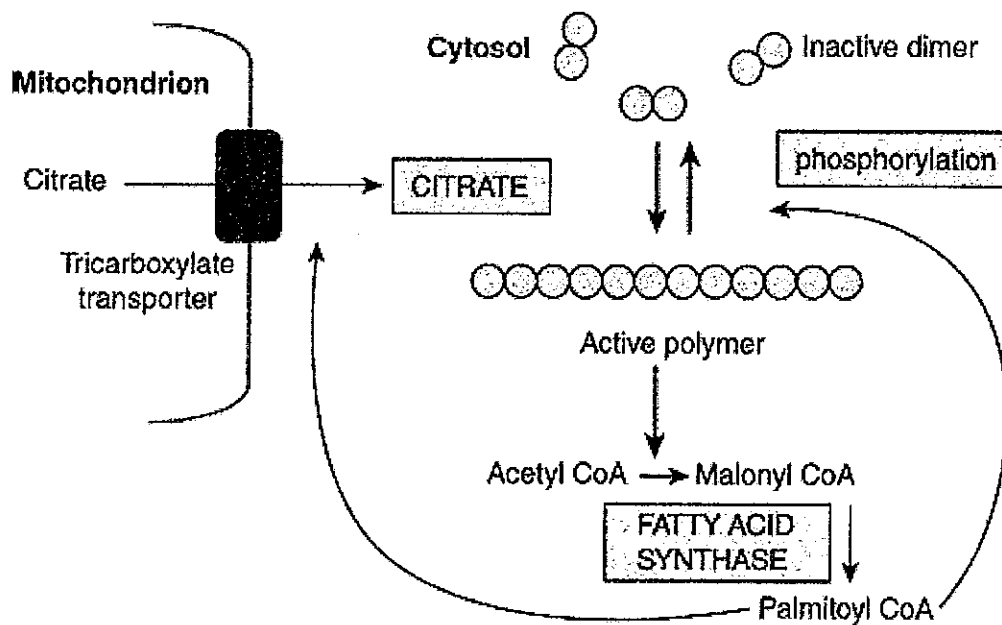 Cytosol
Inactive dimer
Mitochondrion
phosphorylation
Citrate
CITRATE
Tricarboxylate
transporter
Active polymer
Acetyl CoA
Malonyl CoA
FATTY ACID
SYNTHASE
Palmitoyl CoA